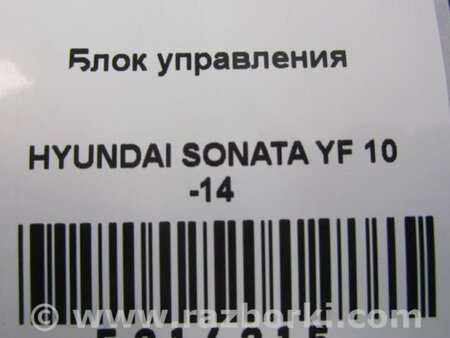 Блок управления
HYUNDAI SONATA YF 10
-14
© www.razborki.com